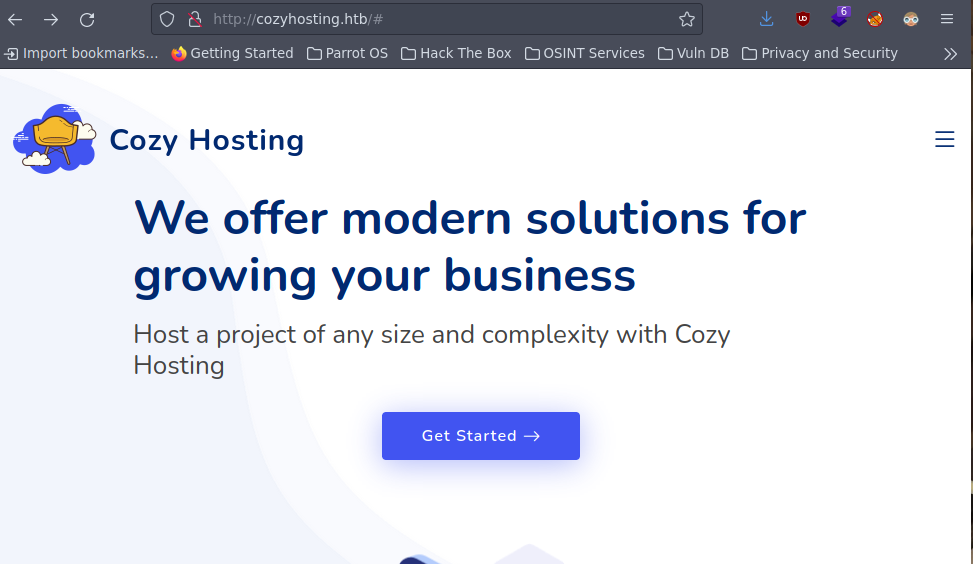 http://cozyhosting.htb/#
6
Import bookmarks... Getting Started Parrot OS Hack The Box OSINT Services Vuln DB Privacy and Security
Cozy Hosting
We offer modern solutions for
growing your business
Host a project of any size and complexity with Cozy
Hosting
Get Started →